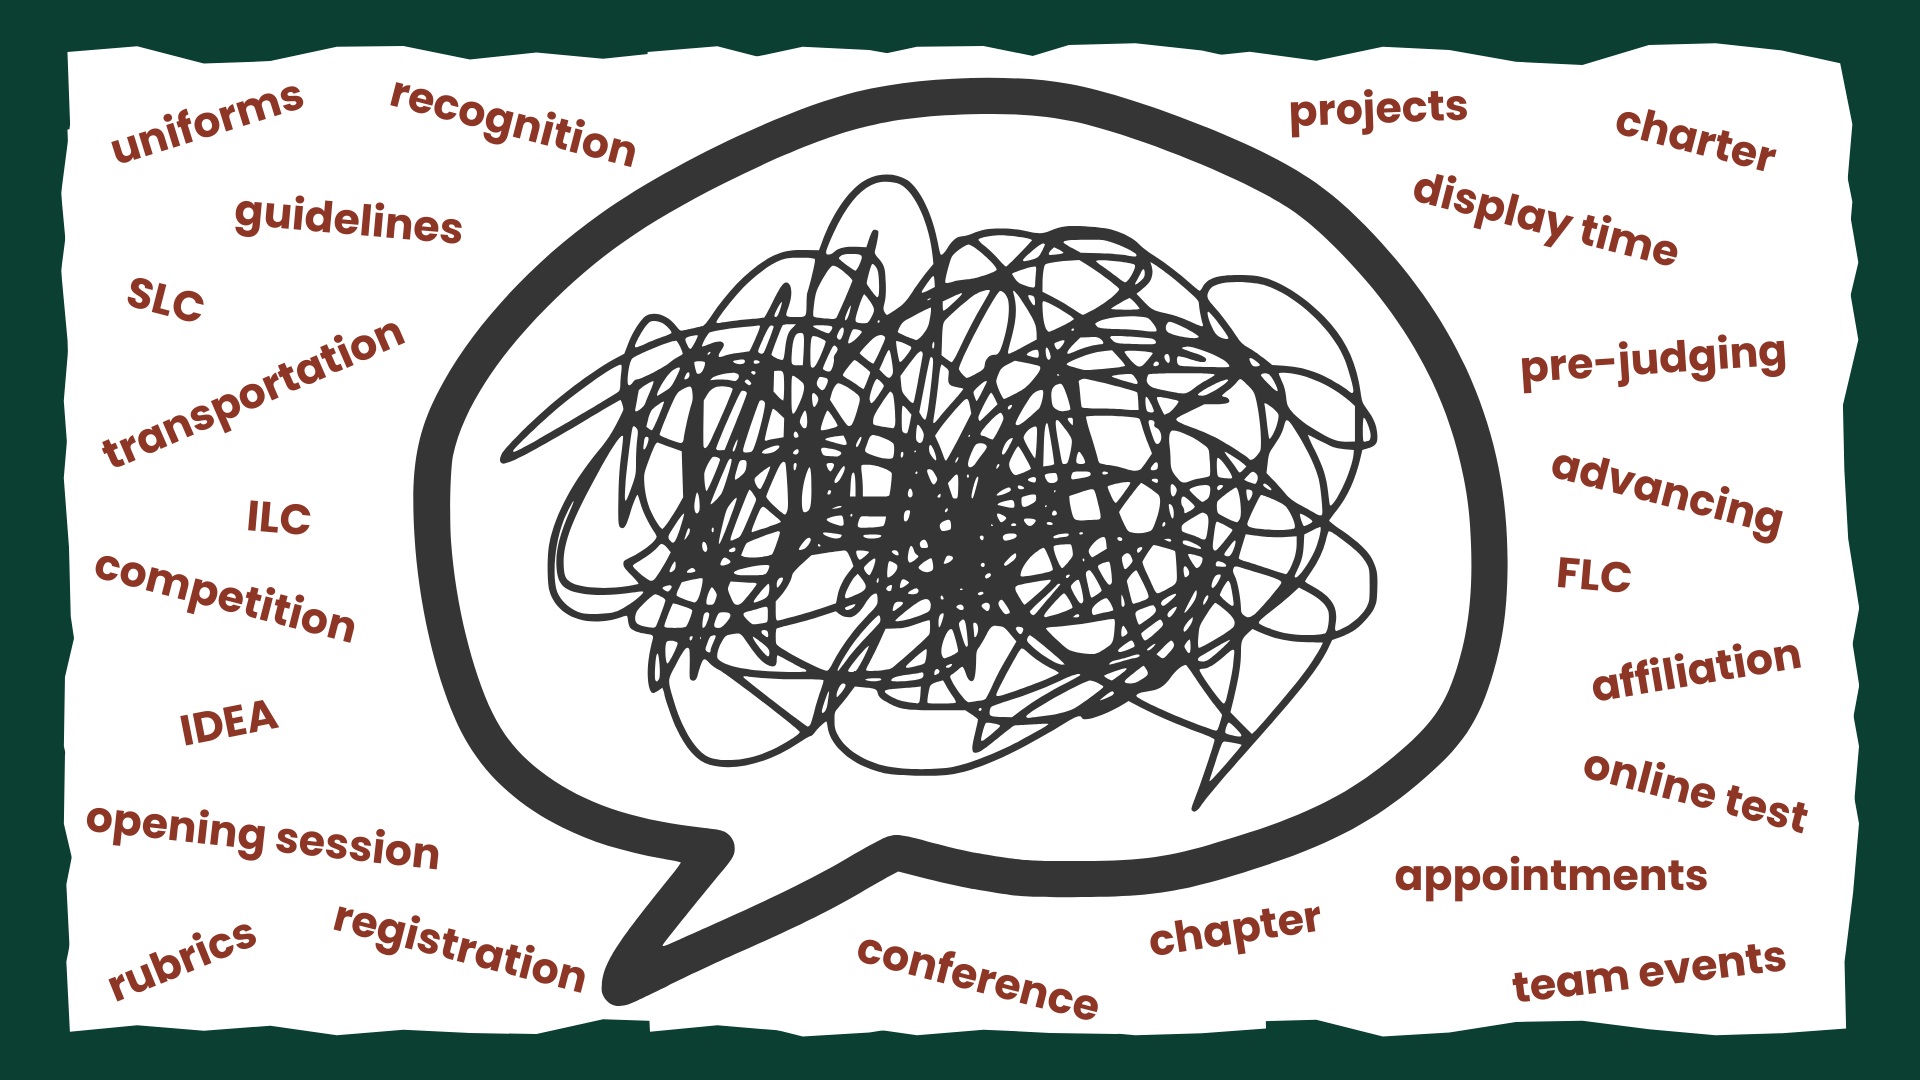 uniforms
recognition
projects
charter
guidelines
display time
SLC
transportation
pre-judging
advancing
ILC
FLC
competition
affiliation
IDEA
online test
opening session
appointments
registration
rubrics
chapter
conference
team events